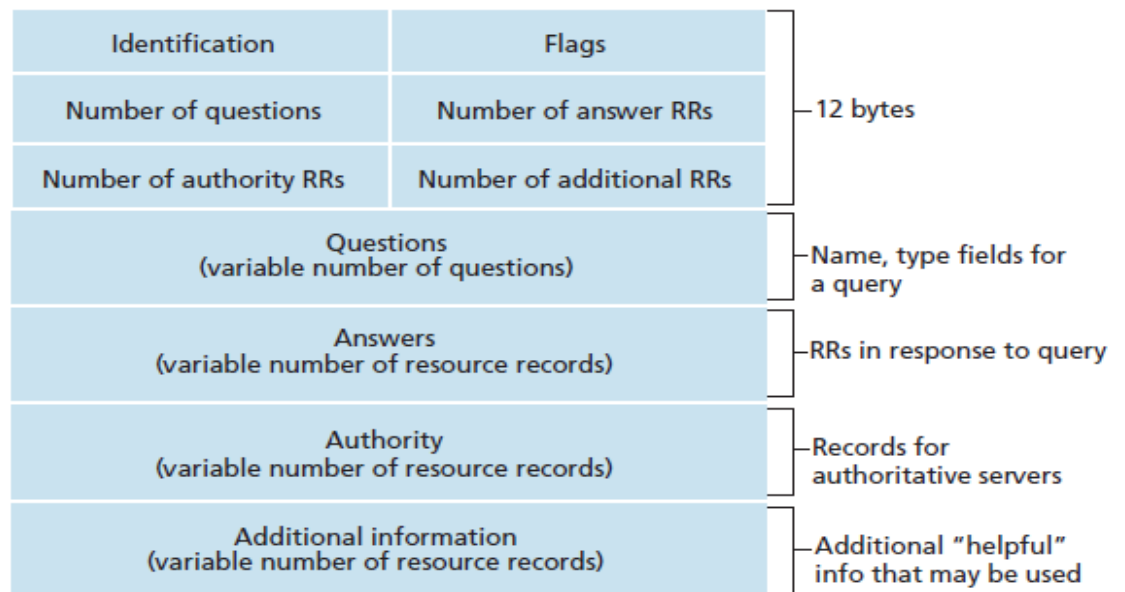 Identification
Flags
Number of questions
Number of answer RRs
12 bytes
Number of authority RRs
Number of additional RRs
Questions
(variable number of questions)
Name, type fields for
a query
Answers
(variable number of resource records)
RRs in response to query
Authority
(variable number of resource records)
Records for
authoritative servers
Additional information
(variable number of resource records)
Additional “helpful”
info that may be used